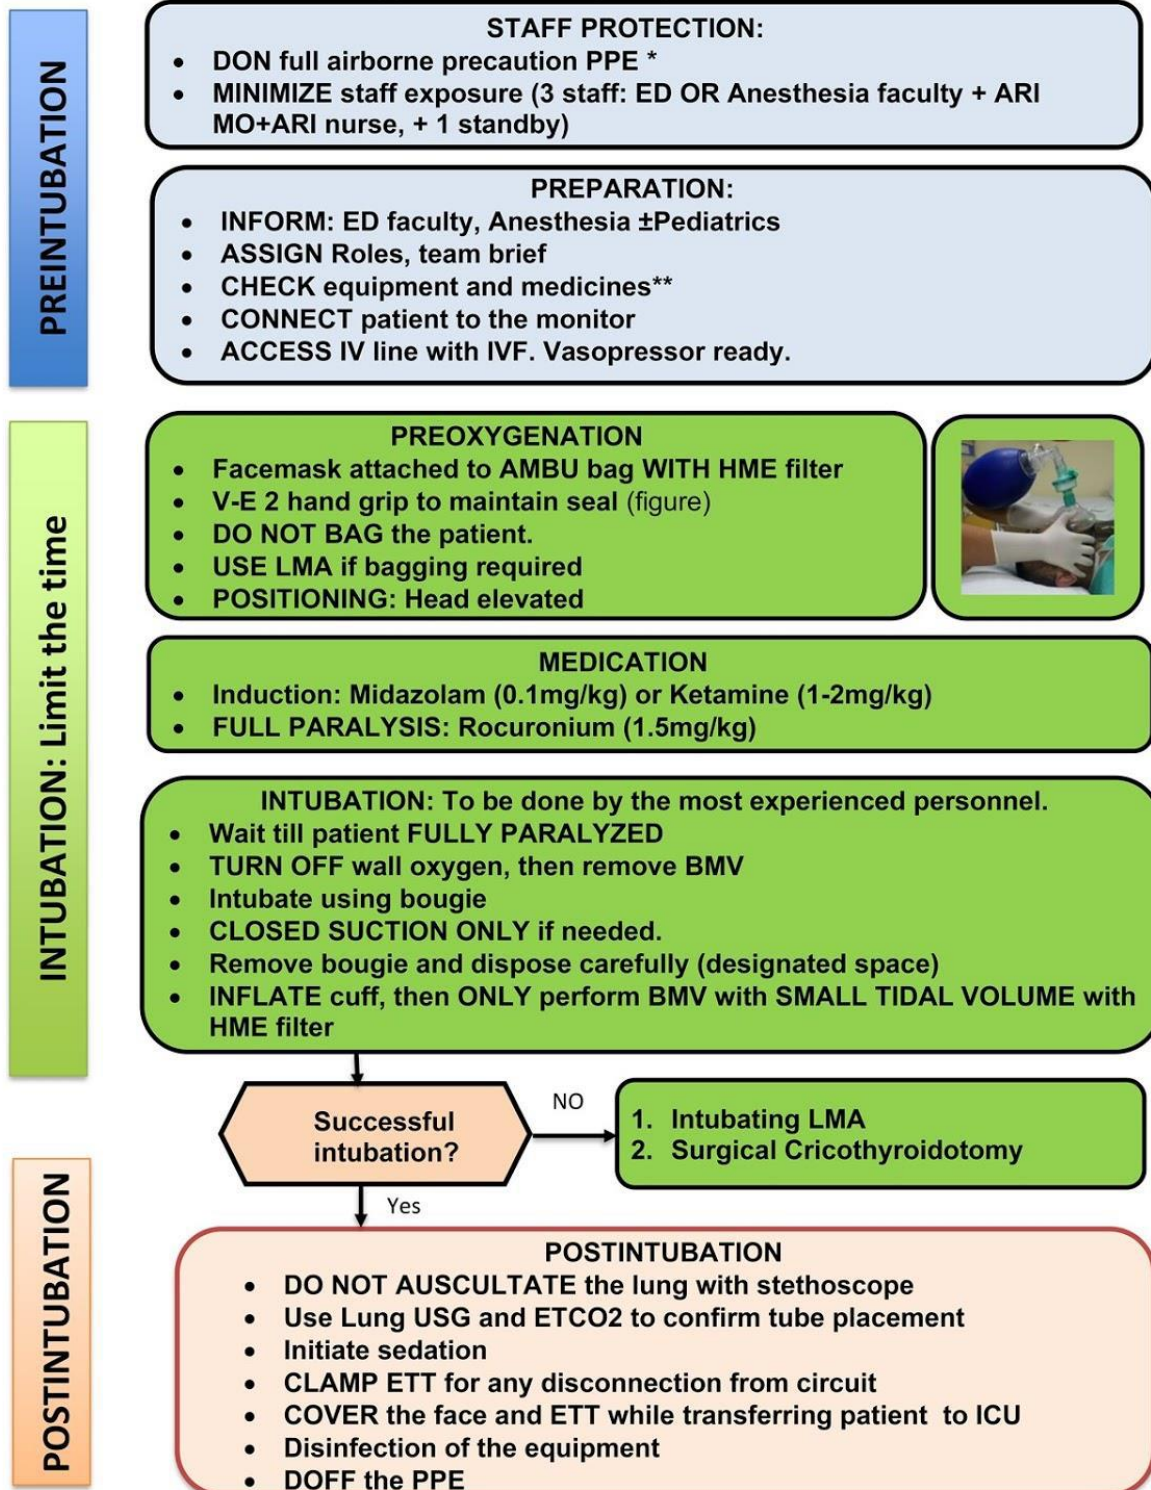 PREINTUBATION
STAFF PROTECTION:
• DON full airborne precaution PPE *
• MINIMIZE staff exposure (3 staff: ED OR Anesthesia faculty + ARI
MO+ARI nurse, + 1 standby)
PREPARATION:
• INFORM: ED faculty, Anesthesia ±Pediatrics
• ASSIGN Roles, team brief
• CHECK equipment and medicines**
• CONNECT patient to the monitor
• ACCESS IV line with IVF. Vasopressor ready.
INTUBATION: Limit the time
PREOXYGENATION
• Facemask attached to AMBU bag WITH HME filter
• V-E 2 hand grip to maintain seal (figure)
• DO NOT BAG the patient.
• USE LMA if bagging required
• POSITIONING: Head elevated
MEDICATION
• Induction: Midazolam (0.1mg/kg) or Ketamine (1-2mg/kg)
• FULL PARALYSIS: Rocuronium (1.5mg/kg)
INTUBATION: To be done by the most experienced personnel.
• Wait till patient FULLY PARALYZED
• TURN OFF wall oxygen, then remove BMV
• Intubate using bougie
• CLOSED SUCTION ONLY if needed.
• Remove bougie and dispose carefully (designated space)
• INFLATE cuff, then ONLY perform BMV with SMALL TIDAL VOLUME with
HME filter
Successful
intubation?
NO
1. Intubating LMA
2. Surgical Cricothyroidotomy
Yes
POSTINTUBATION
POSTINTUBATION
• DO NOT AUSCULTATE the lung with stethoscope
• Use Lung USG and ETCO2 to confirm tube placement
• Initiate sedation
• CLAMP ETT for any disconnection from circuit
• COVER the face and ETT while transferring patient to ICU
• Disinfection of the equipment
• DOFF the PPE